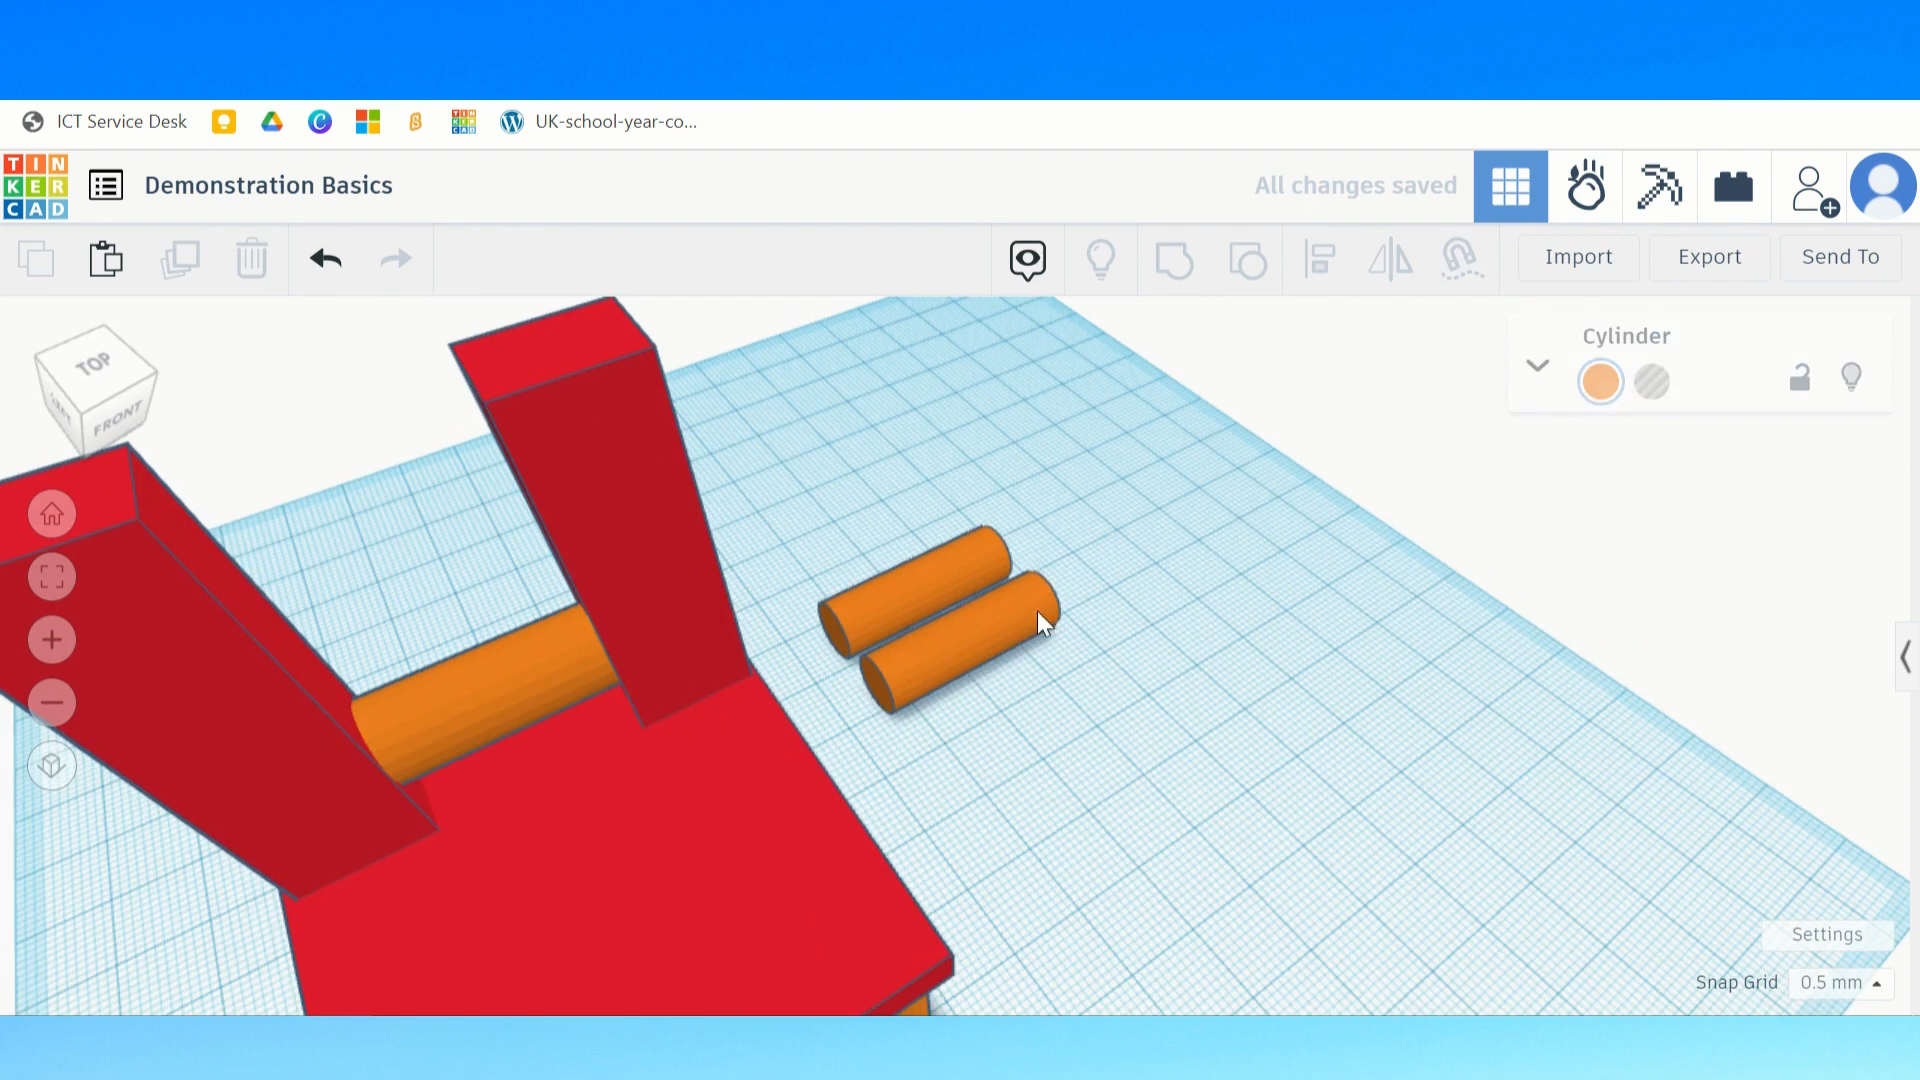 ICT Service Desk
UK-school-year-co...
TIN
KER
CAD
Demonstration Basics
All changes saved
Import
Export
Send To
TOP
LEFT
FRONT
Cylinder
Settings
Snap Grid
0.5 mm